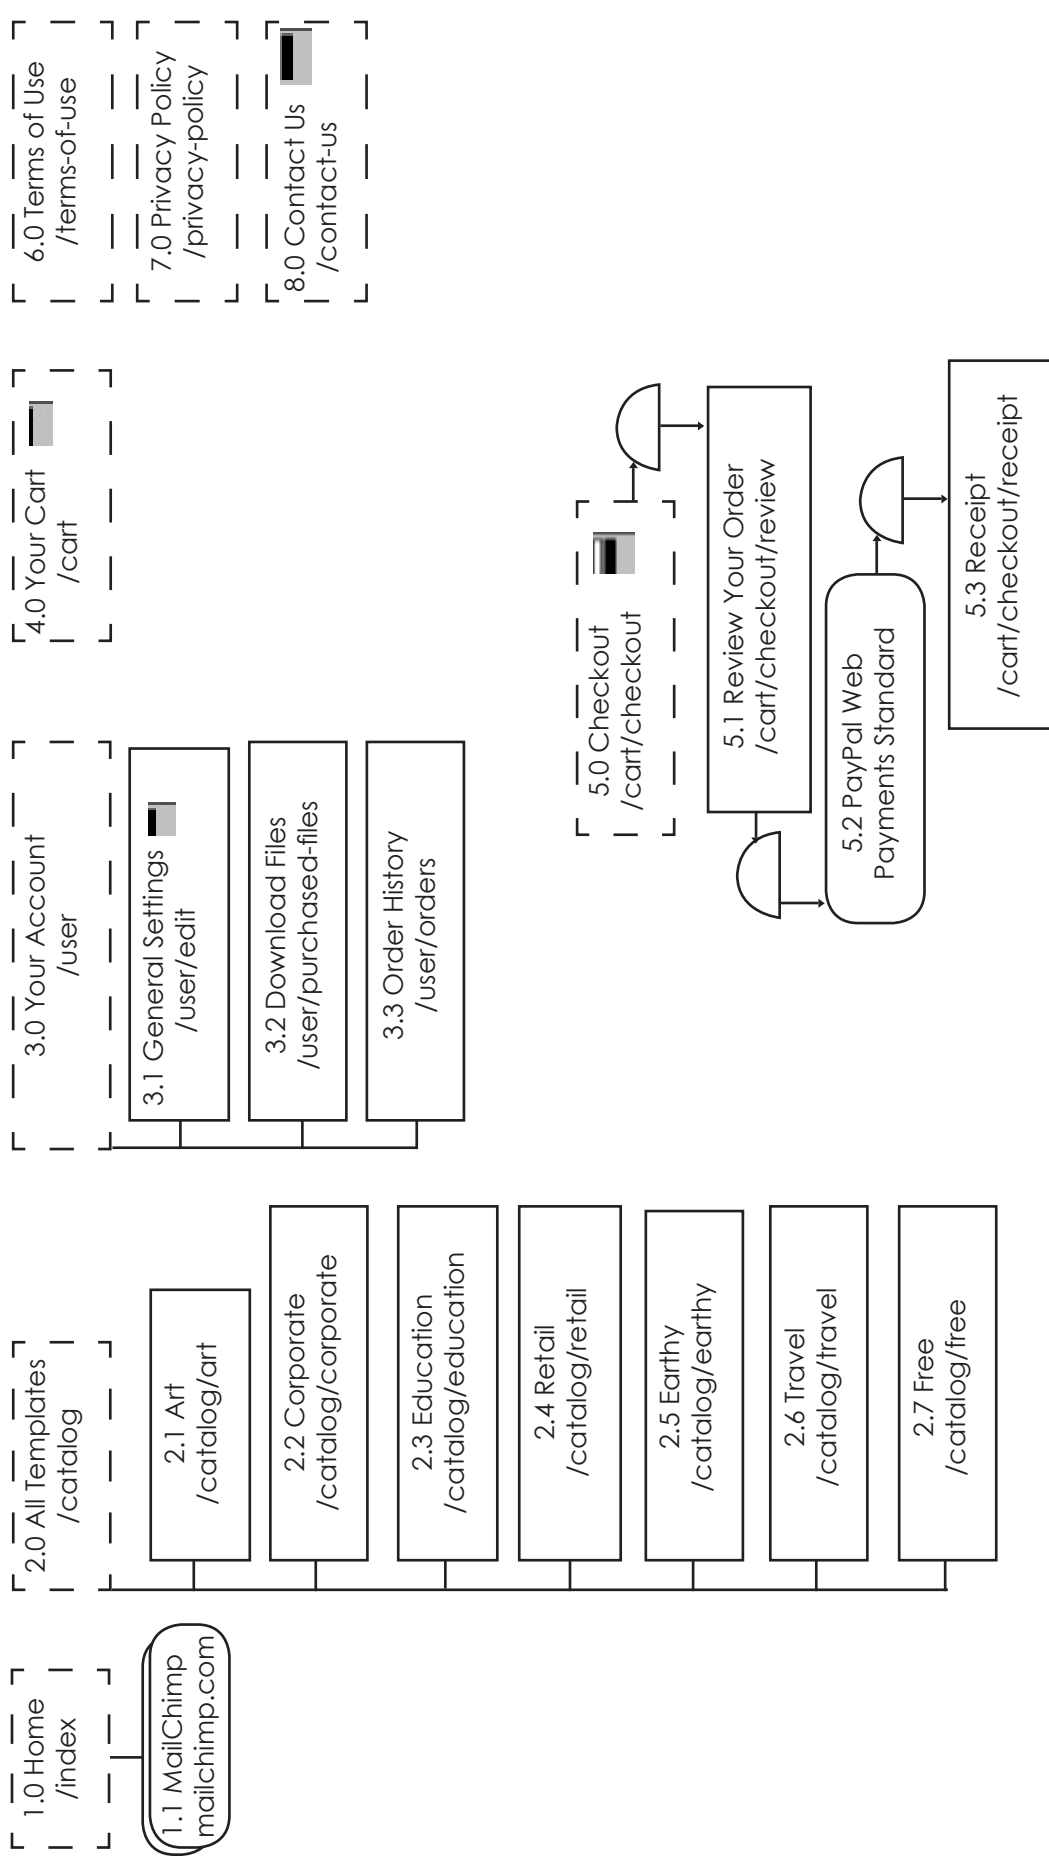 1.0 Home
/index
1.1 MailChimp
mailchimp.com
2.0 All Templates
/catalog
2.1 Art
/catalog/art
2.2 Corporate
/catalog/corporate
2.3 Education
/catalog/education
2.4 Retail
/catalog/retail
2.5 Earthy
/catalog/earthy
2.6 Travel
/catalog/travel
2.7 Free
/catalog/free
3.0 Your Account
/user
3.1 General Settings
/user/edit
3.2 Download Files
/user/purchased-files
3.3 Order History
/user/orders
4.0 Your Cart
/cart
5.0 Checkout
/cart/checkout
5.1 Review Your Order
/cart/checkout/review
5.2 PayPal Web
Payments Standard
5.3 Receipt
/cart/checkout/receipt
6.0 Terms of Use
/terms-of-use
7.0 Privacy Policy
/privacy-policy
8.0 Contact Us
/contact-us